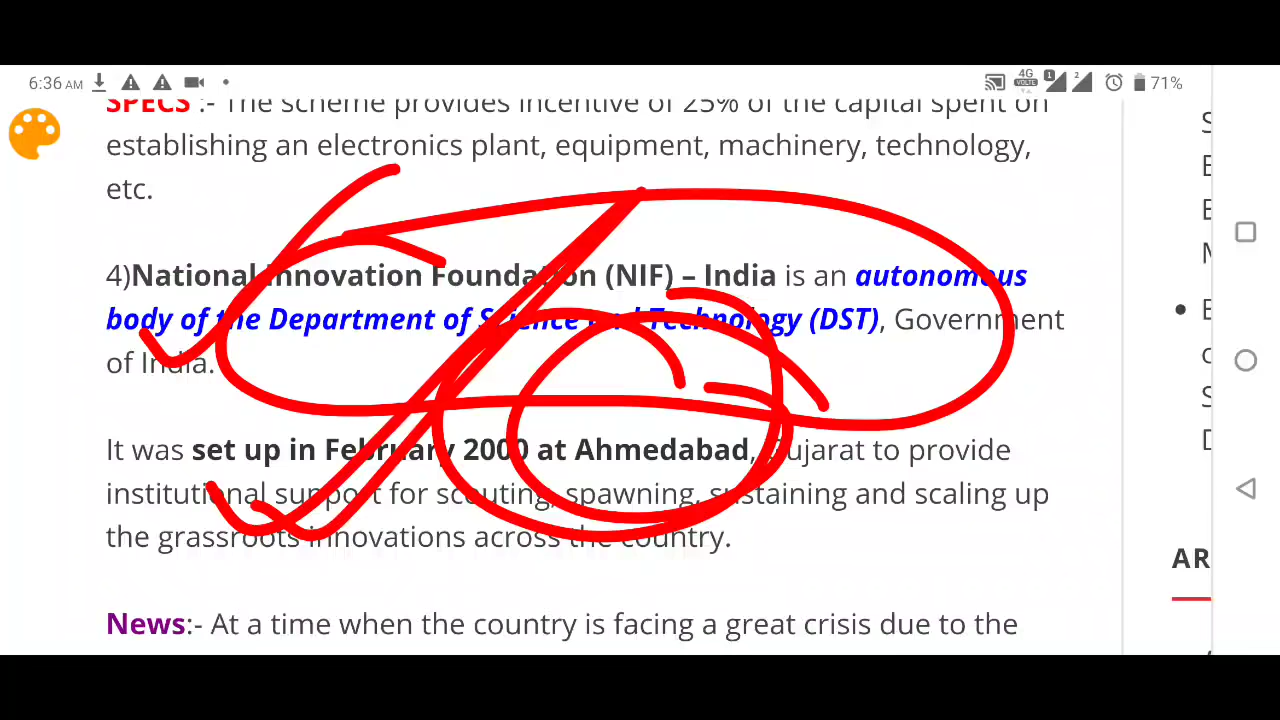 6:36 AM
4G
VOLTE
1
2
71%
SPECS :- The scheme provides incentive of 25% of the capital spent on
establishing an electronics plant, equipment, machinery, technology,
etc.
4)National Innovation Foundation (NIF) – India is an autonomous
body of the Department of Science and Technology (DST), Government
of India.
It was set up in February 2000 at Ahmedabad, Gujarat to provide
institutional support for scouting, spawning, sustaining and scaling up
the grassroots innovations across the country.
News:- At a time when the country is facing a great crisis due to the
AR